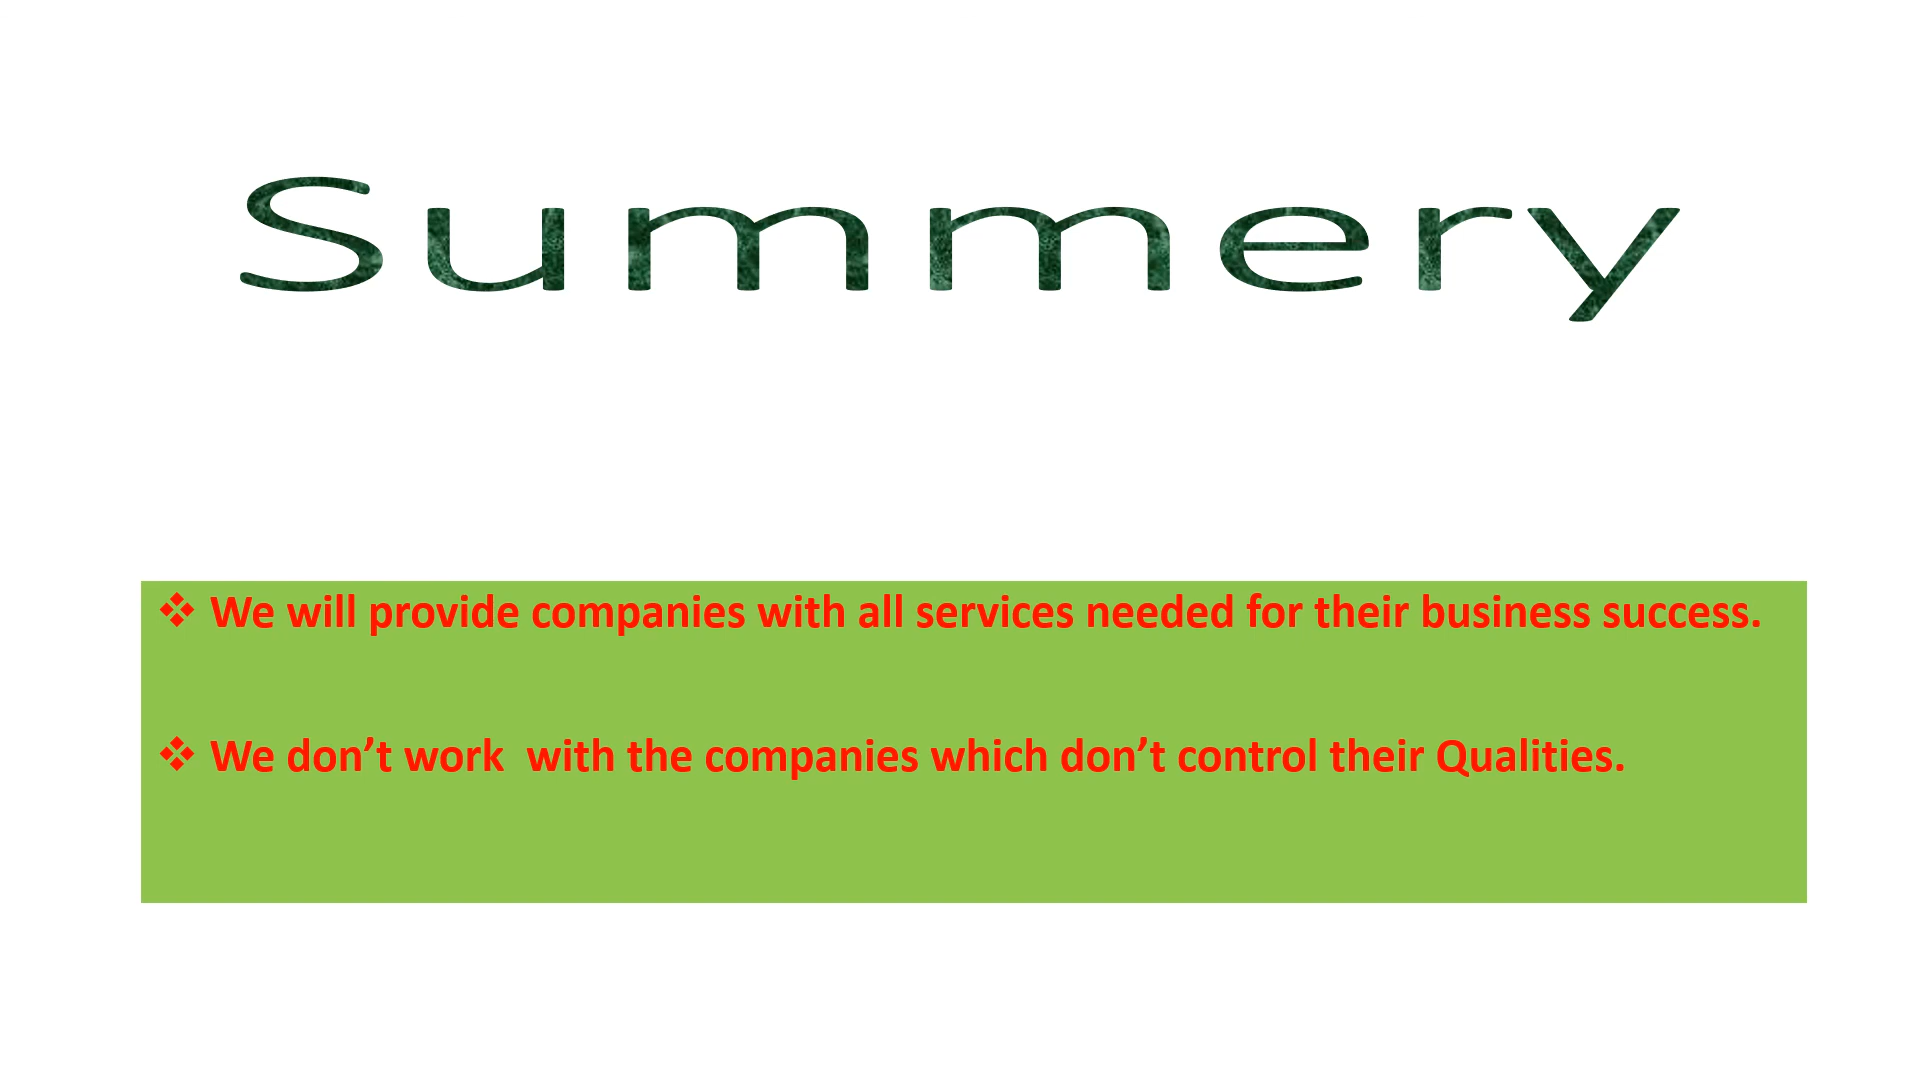 Summery
❖ We will provide companies with all services needed for their business success.
❖ We don’t work  with the companies which don’t control their Qualities.